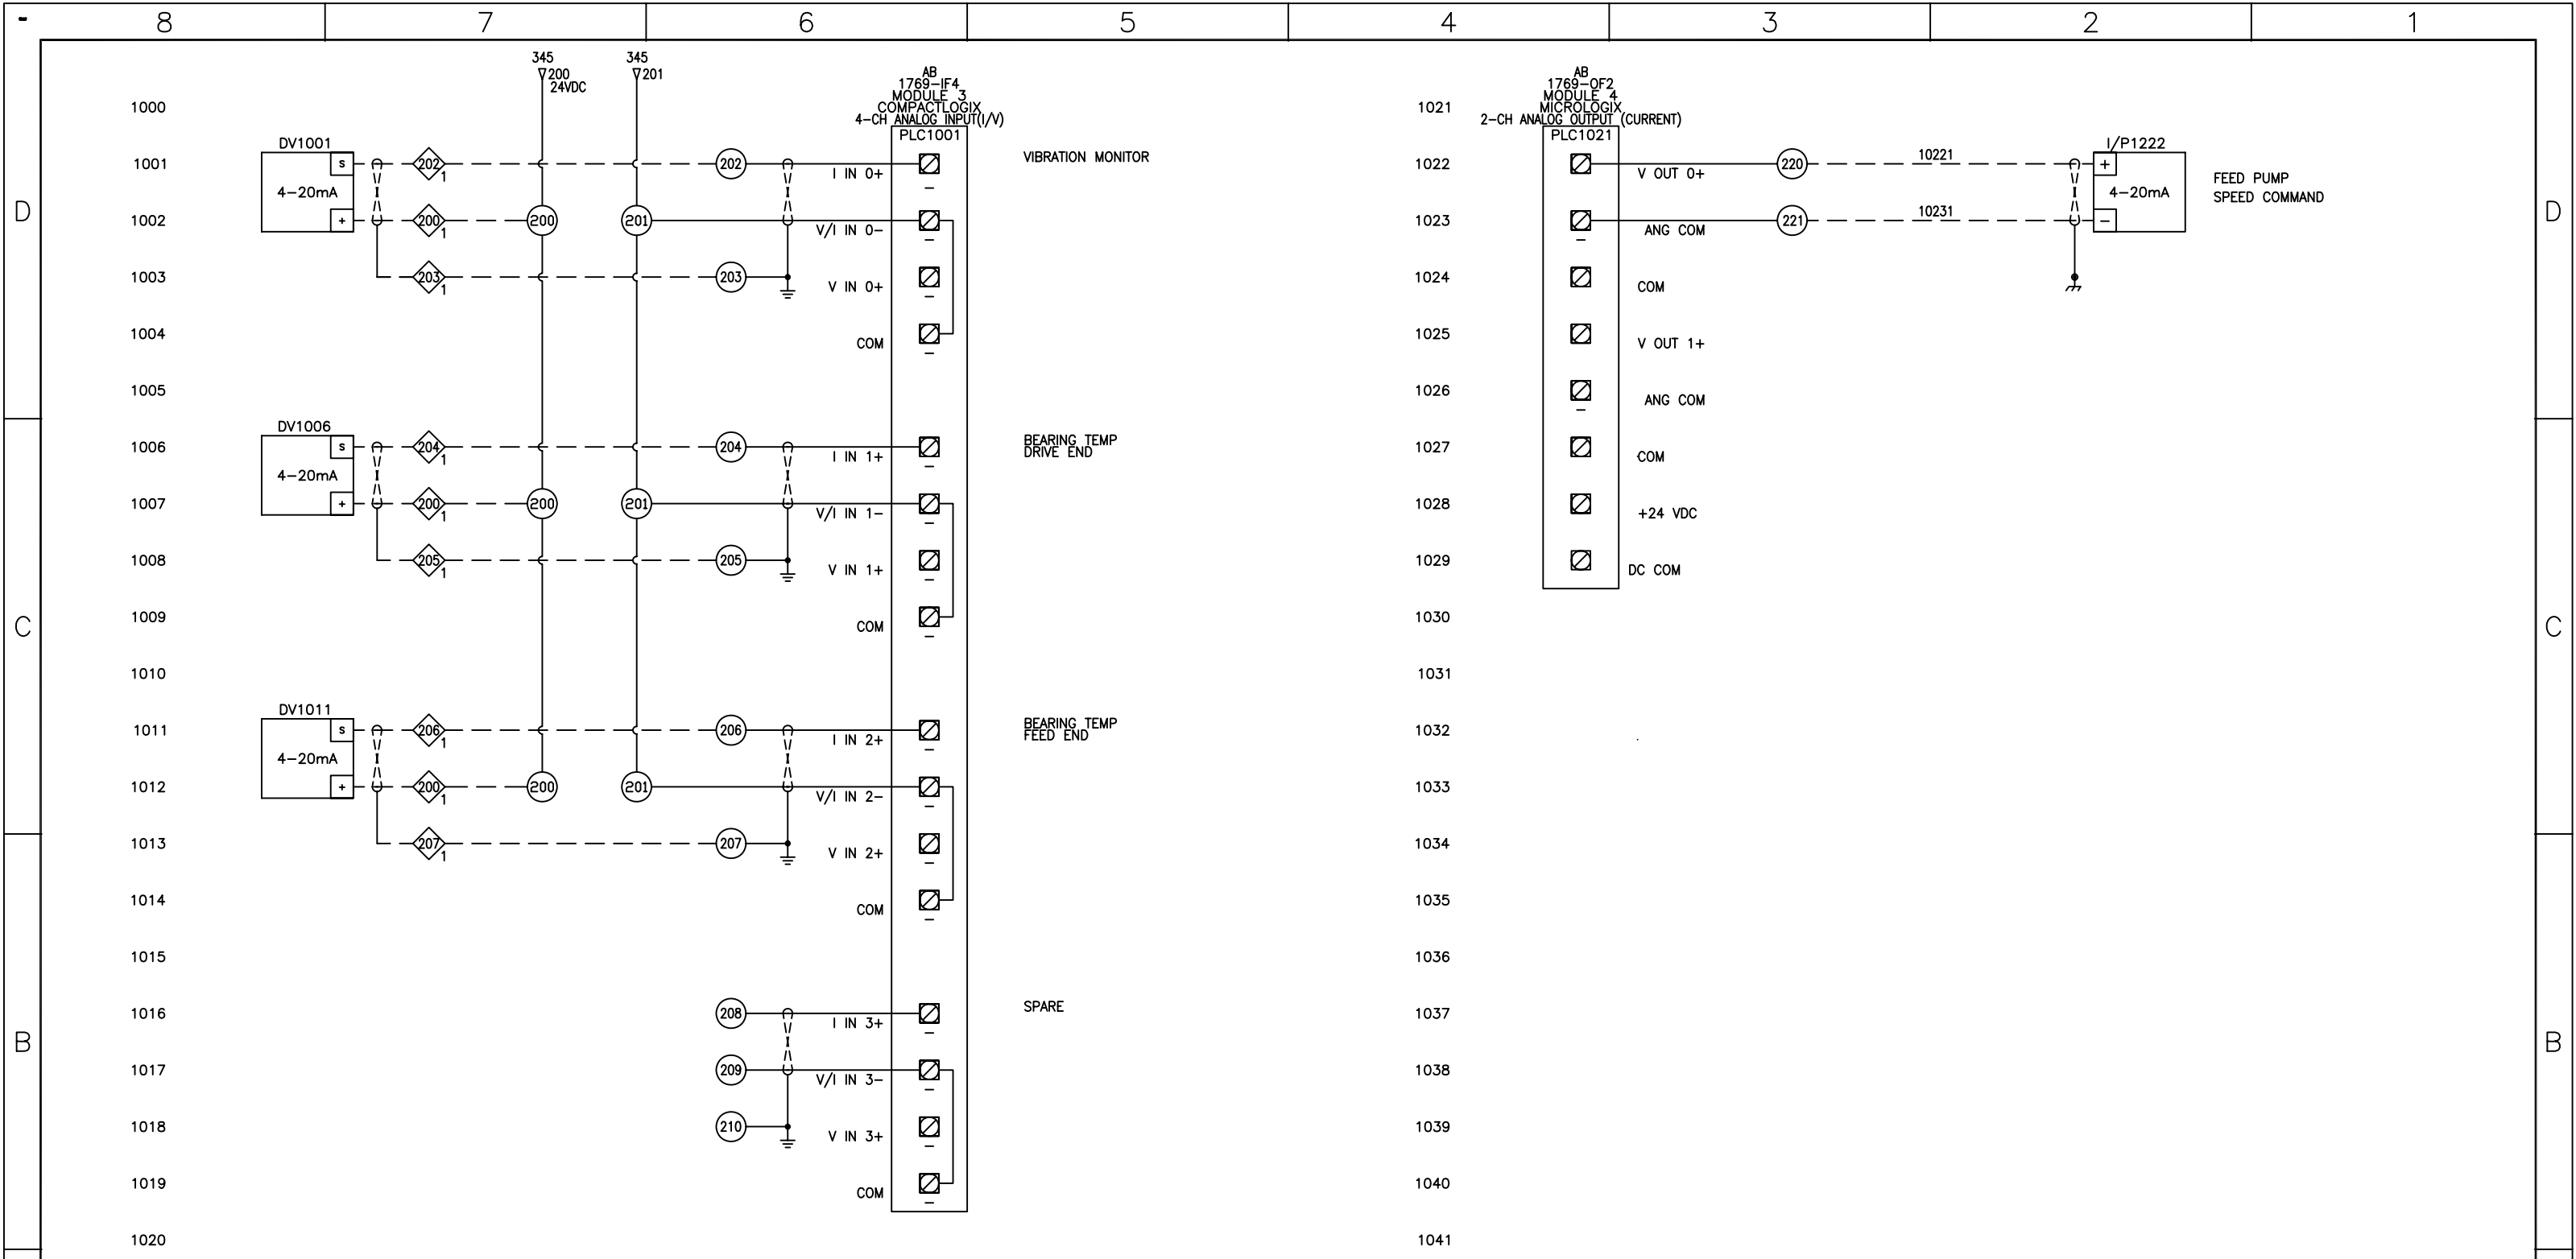 -
8 7 6 5 4 3 2 1
345
200
24VDC
345
201
AB
1769-IF4
MODULE 3
COMPACTLOGIX
4-CH ANALOG INPUT(I/V)
PLC1001
1000
DV1001
1001 S 202 1 202 I IN 0+ VIBRATION MONITOR
4-20mA
–
D
1002 + 200 1 200 201 V/I IN 0- –
1003 203 1 203 V IN 0+ –
1004 COM –
1005
DV1006
1006 S 204 1 204 I IN 1+ –
BEARING TEMP
DRIVE END
4-20mA
1007 + 200 1 200 201 V/I IN 1- –
1008 205 1 205 V IN 1+ –
1009 COM –
C
1010
DV1011
1011 S 206 1 206 I IN 2+ –
BEARING TEMP
FEED END
4-20mA
1012 + 200 1 200 201 V/I IN 2- –
1013 207 1 207 V IN 2+ –
1014 COM –
1015
1016 208 I IN 3+ – SPARE
B
1017 209 V/I IN 3- –
1018 210 V IN 3+ –
1019 COM –
1020
AB
1769-OF2
MODULE 4
MICROLOGIX
2-CH ANALOG OUTPUT (CURRENT)
PLC1021
1021
I/P1222
1022 V OUT 0+ 220 10221 +
4-20mA
FEED PUMP
SPEED COMMAND
D
1023 – ANG COM 221 10231 -
1024 COM
1025 V OUT 1+
1026 – ANG COM
1027 COM
1028 +24 VDC
1029 DC COM
1030
C
1031
1032
1033
1034
1035
1036
1037
B
1038
1039
1040
1041